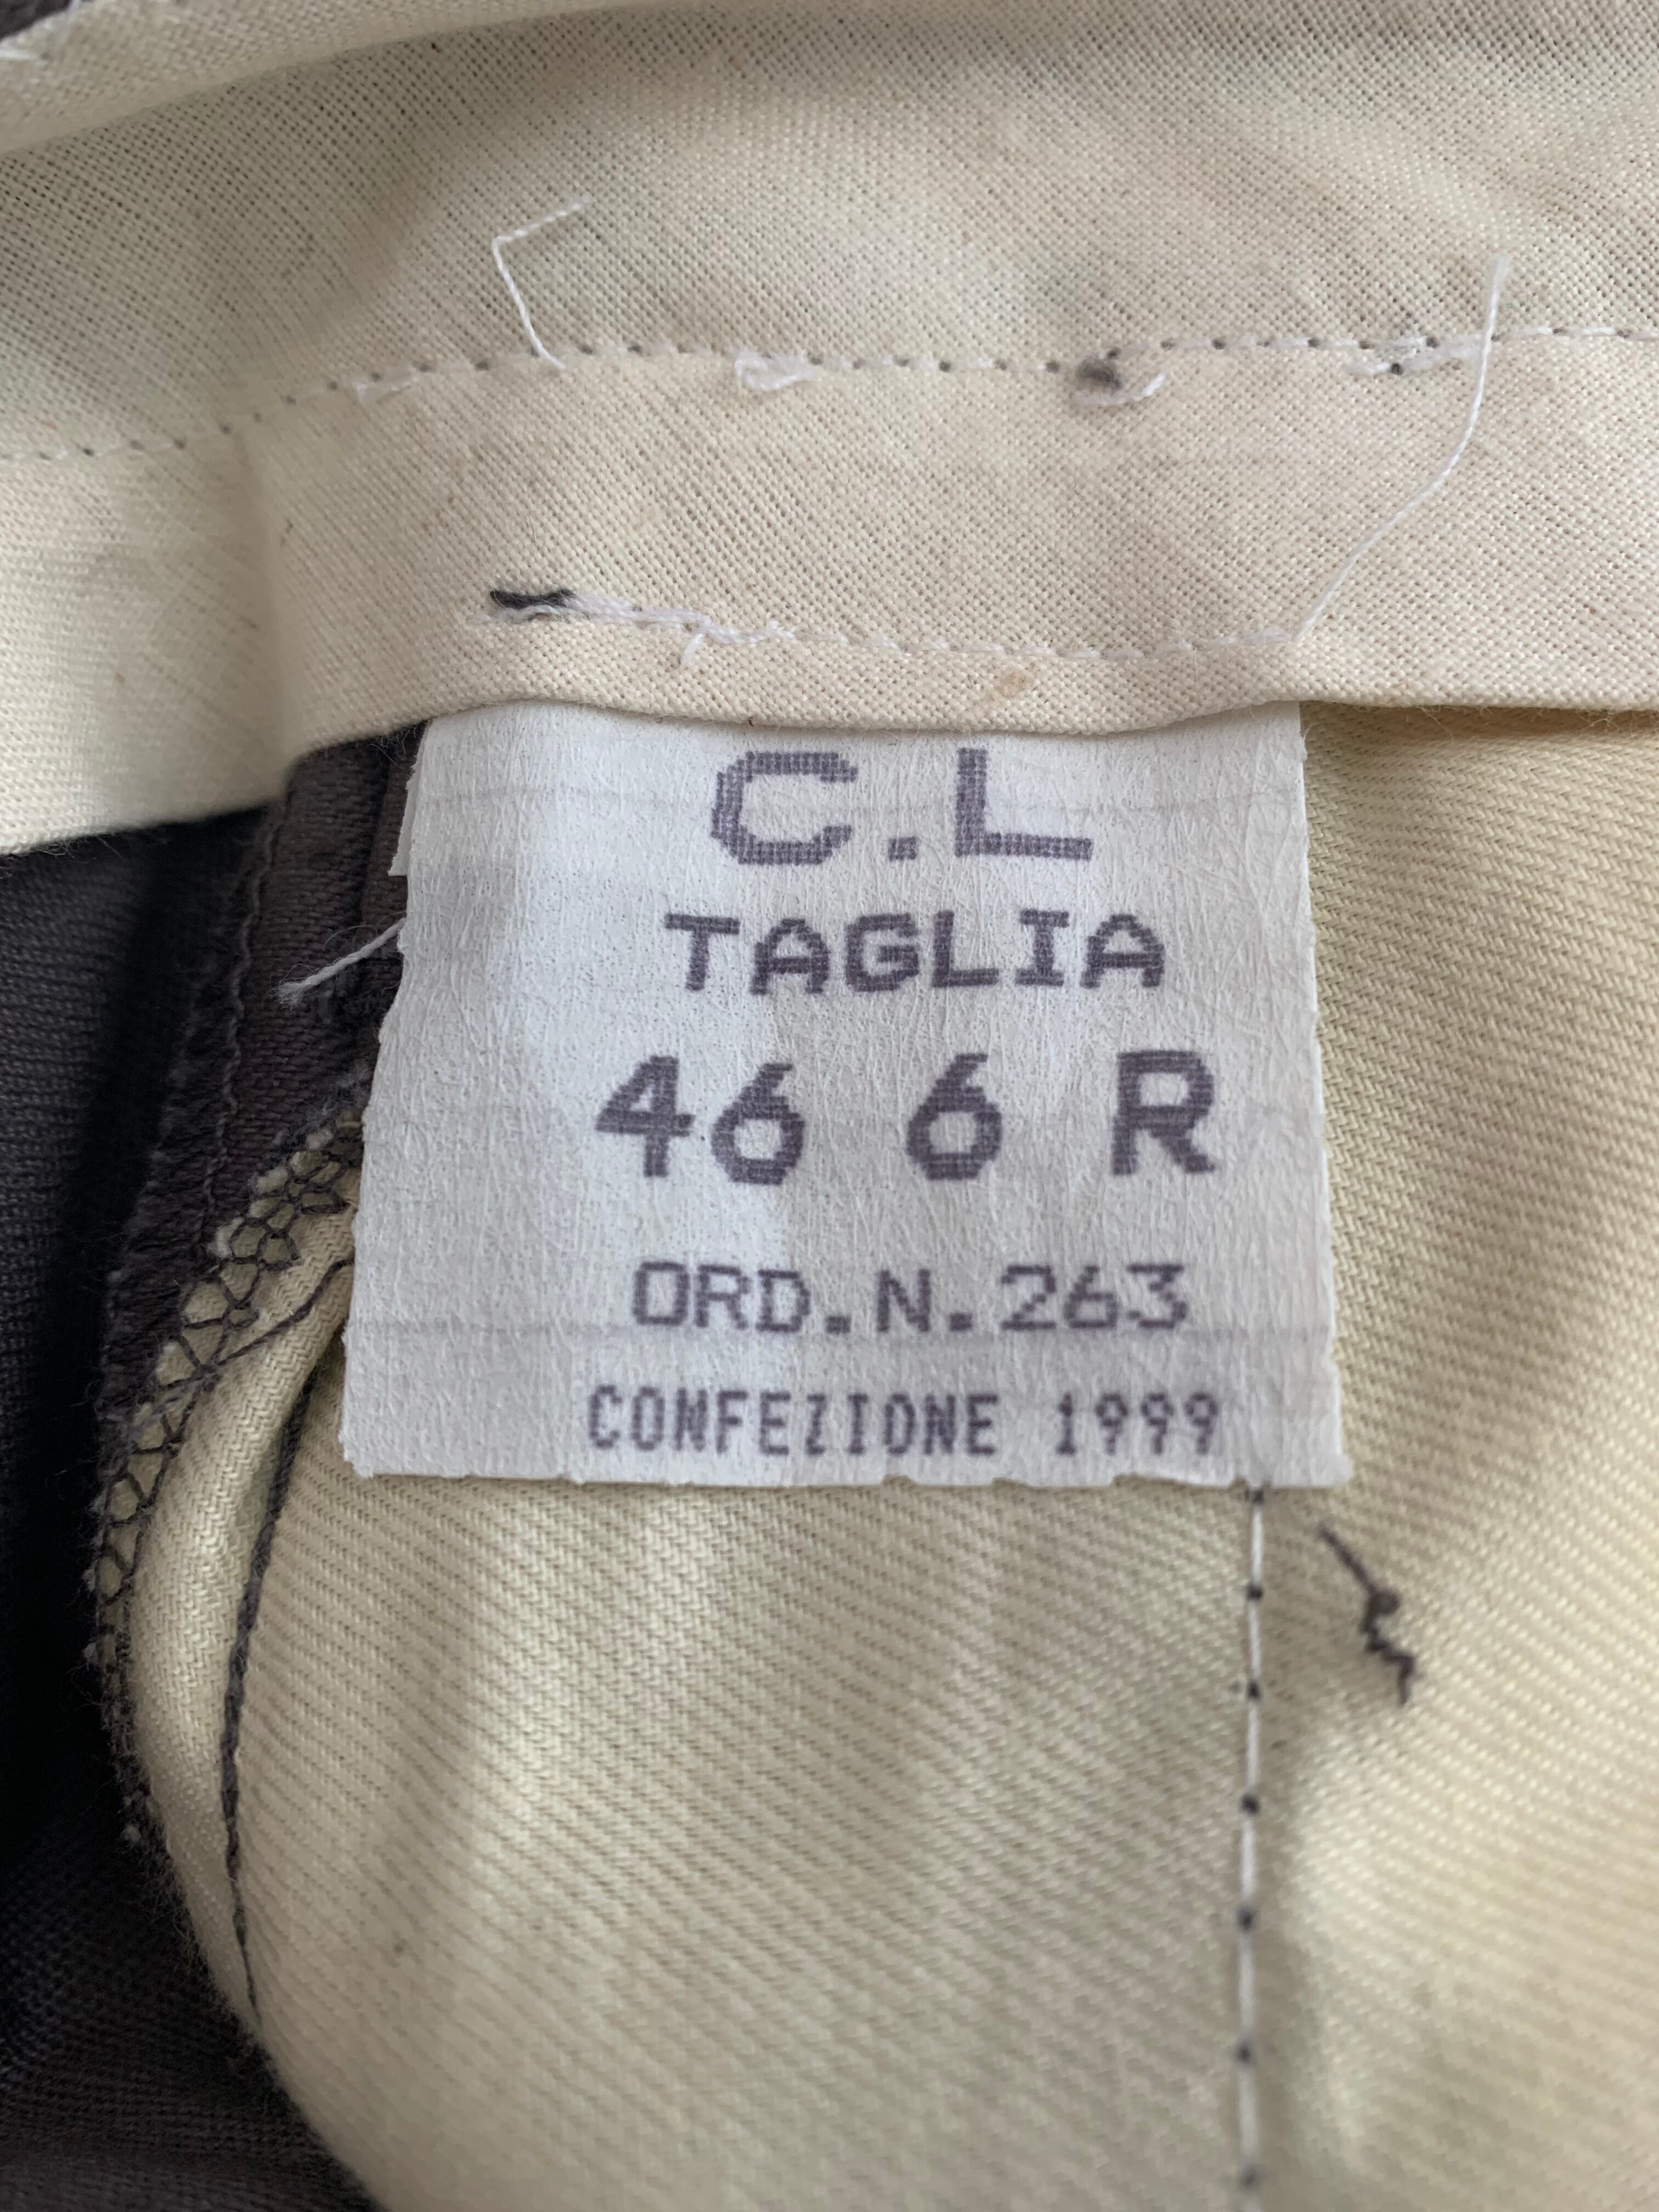 C.L
TAGLIA
46 6 R
ORD.N.263
CONFEZIONE 1999